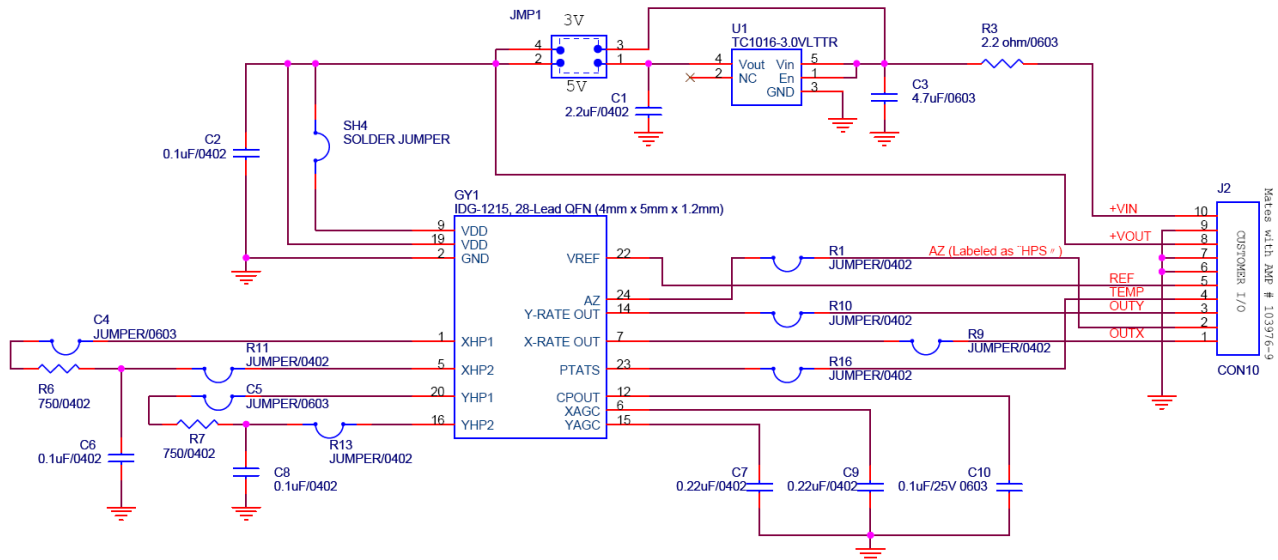 JMP1
3V
4
3
2
1
5V
U1
TC1016-3.0VLTTR
4
Vout
Vin
5
2
NC
En
1
GND
3
R3
2.2 ohm/0603
C1
2.2uF/0402
C3
4.7uF/0603
C2
0.1uF/0402
SH4
SOLDER JUMPER
GY1
IDG-1215, 28-Lead QFN (4mm x 5mm x 1.2mm)
9
VDD
19
VDD
2
GND
VREF
22
AZ
24
Y-RATE OUT
14
1
XHP1
X-RATE OUT
7
5
XHP2
PTATS
23
20
YHP1
CPOUT
12
XAGC
6
16
YHP2
YAGC
15
R1
JUMPER/0402
AZ (Labeled as "HPS")
R10
JUMPER/0402
R9
JUMPER/0402
R16
JUMPER/0402
J2
+VIN
10
9
+VOUT
8
7
6
REF
5
TEMP
4
OUTY
3
2
OUTX
1
CUSTOMER I/O
CON10
Mates with AMP # 103976-9
C4
JUMPER/0603
R11
JUMPER/0402
R6
750/0402
C5
JUMPER/0603
R7
750/0402
R13
JUMPER/0402
C6
0.1uF/0402
C8
0.1uF/0402
C7
0.22uF/0402
C9
0.22uF/0402
C10
0.1uF/25V 0603